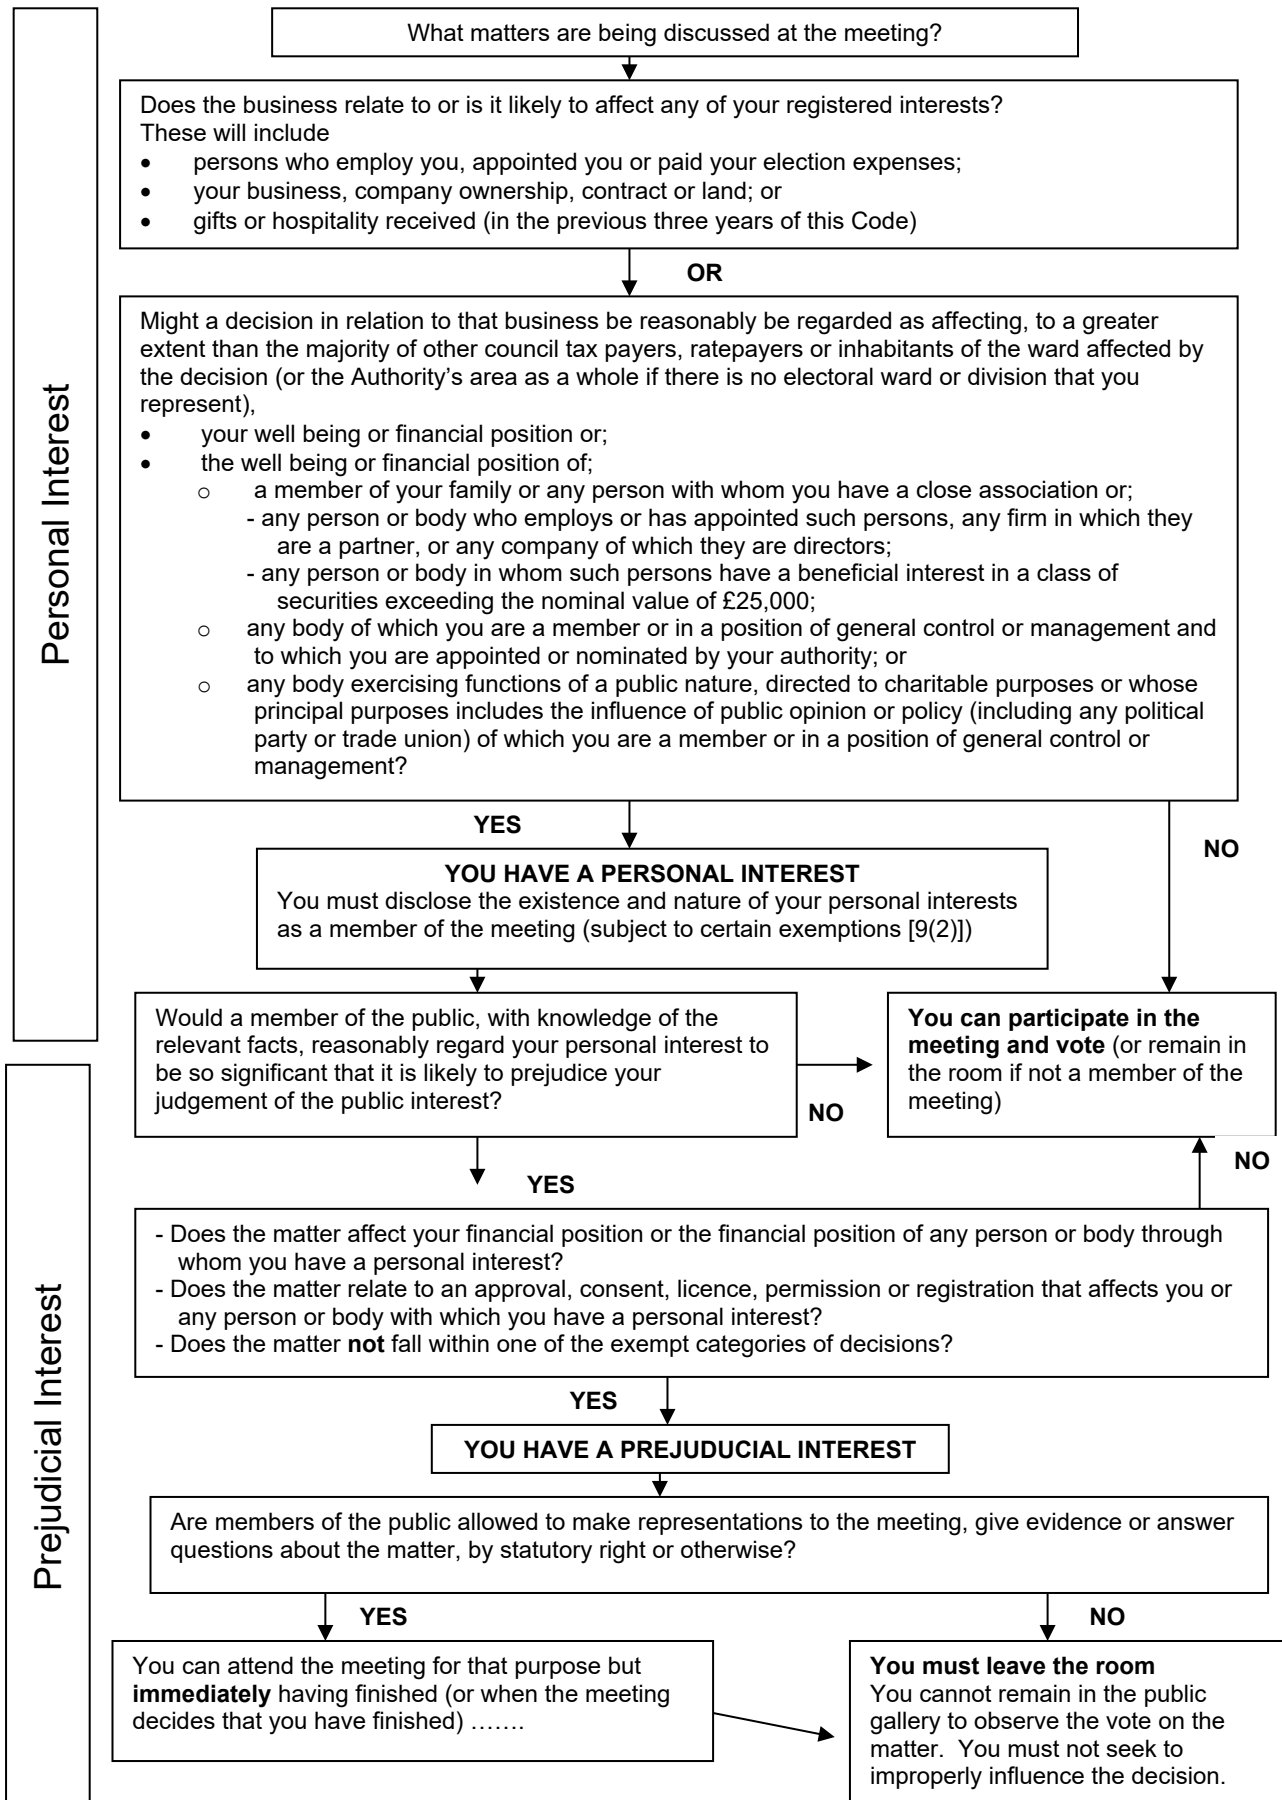 Personal Interest
What matters are being discussed at the meeting?
Does the business relate to or is it likely to affect any of your registered interests?
These will include
• persons who employ you, appointed you or paid your election expenses;
• your business, company ownership, contract or land; or
• gifts or hospitality received (in the previous three years of this Code)
OR
Might a decision in relation to that business be reasonably be regarded as affecting, to a greater
extent than the majority of other council tax payers, ratepayers or inhabitants of the ward affected by
the decision (or the Authority's area as a whole if there is no electoral ward or division that you
represent),
• your well being or financial position or;
• the well being or financial position of;
o a member of your family or any person with whom you have a close association or;
- any person or body who employs or has appointed such persons, any firm in which they
are a partner, or any company of which they are directors;
- any person or body in whom such persons have a beneficial interest in a class of
securities exceeding the nominal value of £25,000;
o any body of which you are a member or in a position of general control or management and
to which you are appointed or nominated by your authority; or
o any body exercising functions of a public nature, directed to charitable purposes or whose
principal purposes includes the influence of public opinion or policy (including any political
party or trade union) of which you are a member or in a position of general control or
management?
YES
NO
YOU HAVE A PERSONAL INTEREST
You must disclose the existence and nature of your personal interests
as a member of the meeting (subject to certain exemptions [9(2)])
Would a member of the public, with knowledge of the
relevant facts, reasonably regard your personal interest to
be so significant that it is likely to prejudice your
judgement of the public interest?
NO
You can participate in the
meeting and vote (or remain in
the room if not a member of the
meeting)
Prejudicial Interest
YES
NO
- Does the matter affect your financial position or the financial position of any person or body through
whom you have a personal interest?
- Does the matter relate to an approval, consent, licence, permission or registration that affects you or
any person or body with which you have a personal interest?
- Does the matter not fall within one of the exempt categories of decisions?
YES
YOU HAVE A PREJUDUCIAL INTEREST
Are members of the public allowed to make representations to the meeting, give evidence or answer
questions about the matter, by statutory right or otherwise?
YES
NO
You can attend the meeting for that purpose but
immediately having finished (or when the meeting
decides that you have finished) …….
You must leave the room
You cannot remain in the public
gallery to observe the vote on the
matter. You must not seek to
improperly influence the decision.